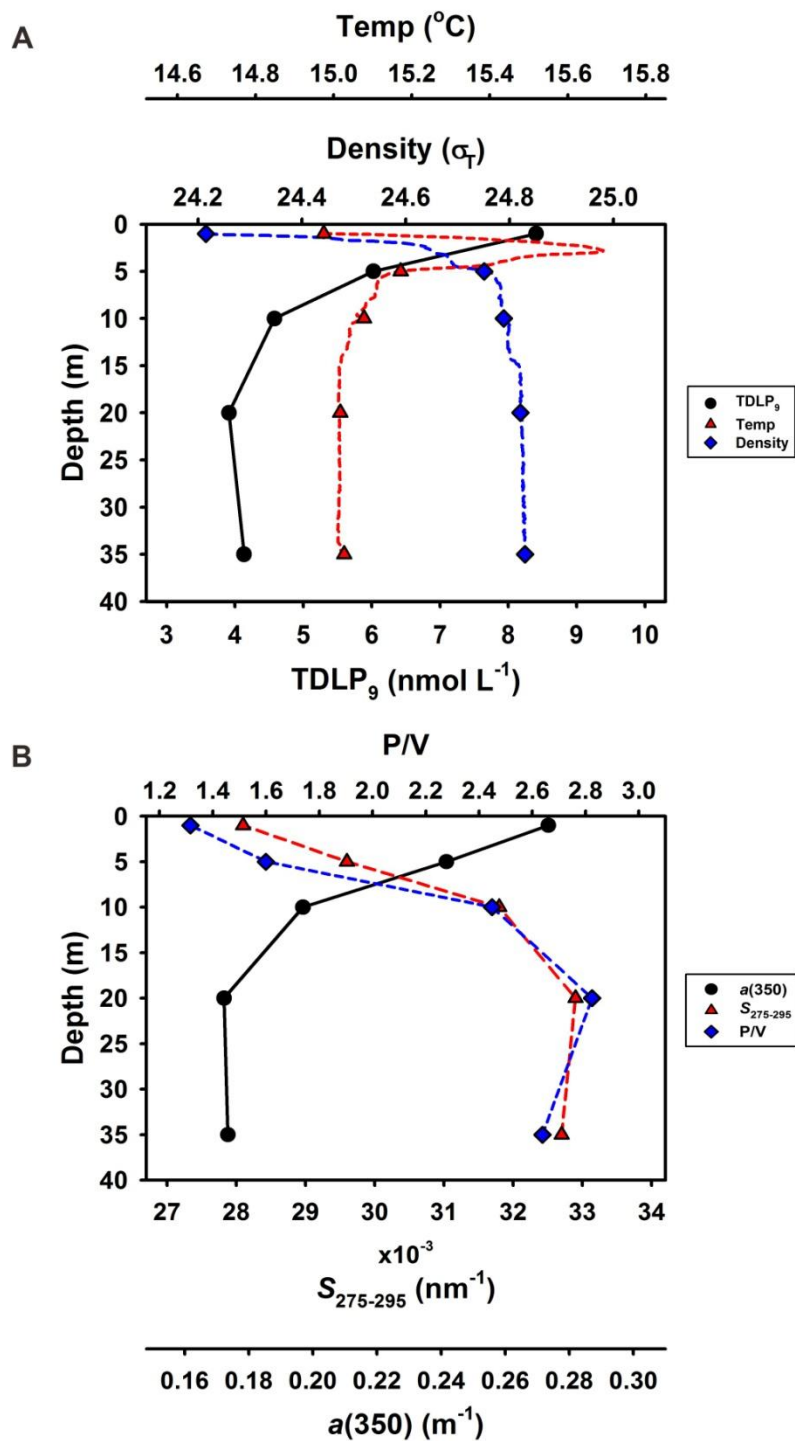 A
Temp (°C)
14.6 14.8 15.0 15.2 15.4 15.6 15.8
Density (σT)
24.2 24.4 24.6 24.8 25.0
0
5
10
15
20
25
30
35
40
Depth (m)
3 4 5 6 7 8 9 10
TDLP9 (nmol L-1)
TDLP9
Temp
Density
B
P/V
1.2 1.4 1.6 1.8 2.0 2.2 2.4 2.6 2.8 3.0
0
5
10
15
20
25
30
35
40
Depth (m)
27 28 29 30 31 32 33 34
x10-3
S275-295 (nm-1)
a(350)
S275-295
P/V
0.16 0.18 0.20 0.22 0.24 0.26 0.28 0.30
a(350) (m-1)